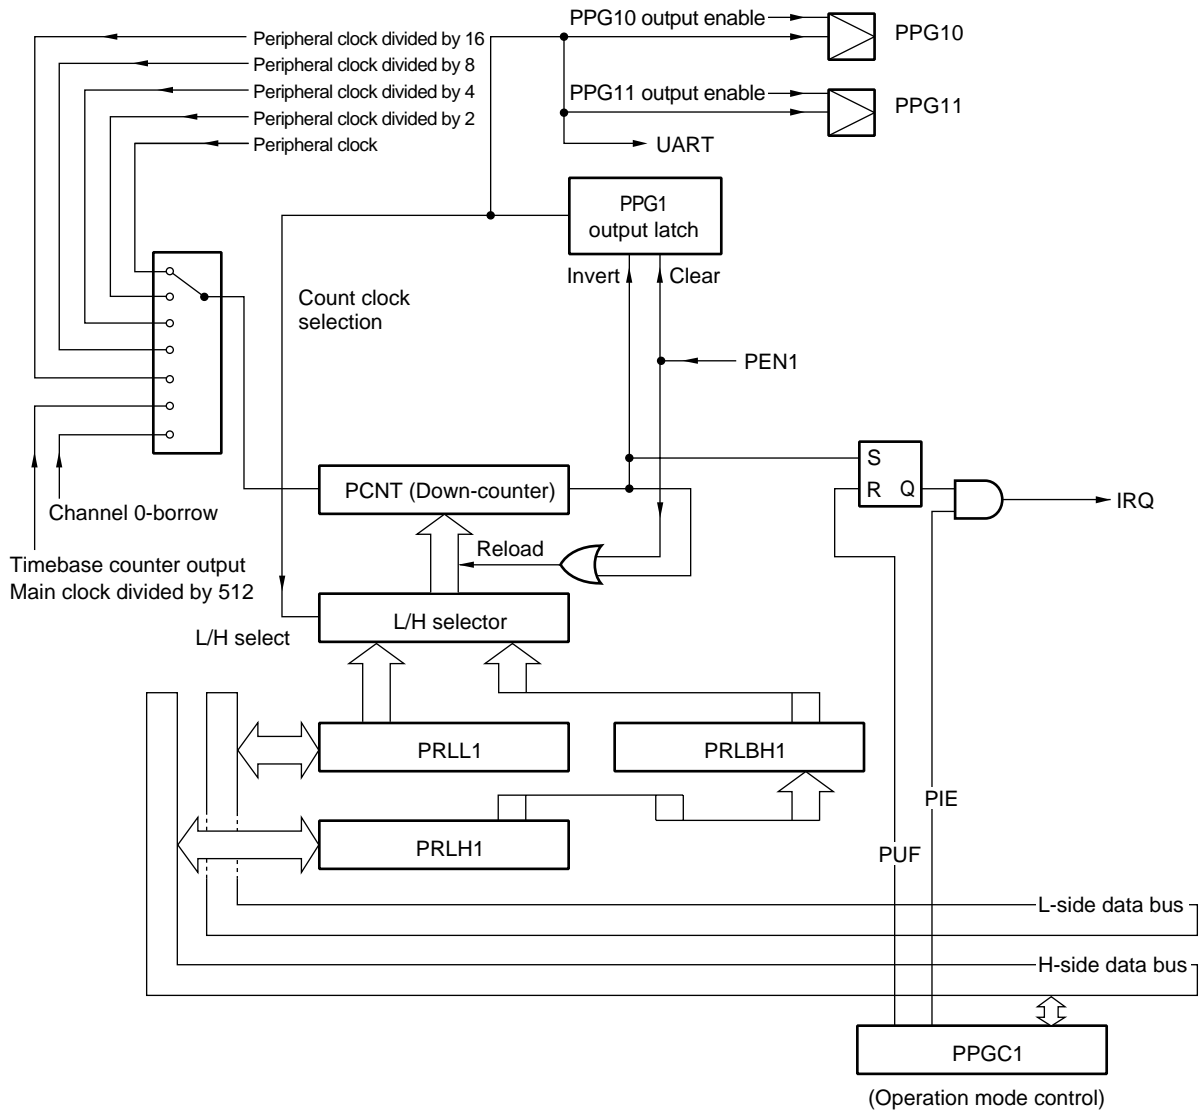 PPG10 output enable
PPG10
Peripheral clock divided by 16
Peripheral clock divided by 8
Peripheral clock divided by 4
PPG11 output enable
PPG11
Peripheral clock divided by 2
Peripheral clock
UART
PPG1
output latch
Invert
Clear
Count clock
selection
PEN1
S
R
Q
PCNT (Down-counter)
IRQ
Channel 0-borrow
Reload
Timebase counter output
Main clock divided by 512
L/H selector
L/H select
PRLL1
PRLBH1
PIE
PRLH1
PUF
L-side data bus
H-side data bus
PPGC1
(Operation mode control)